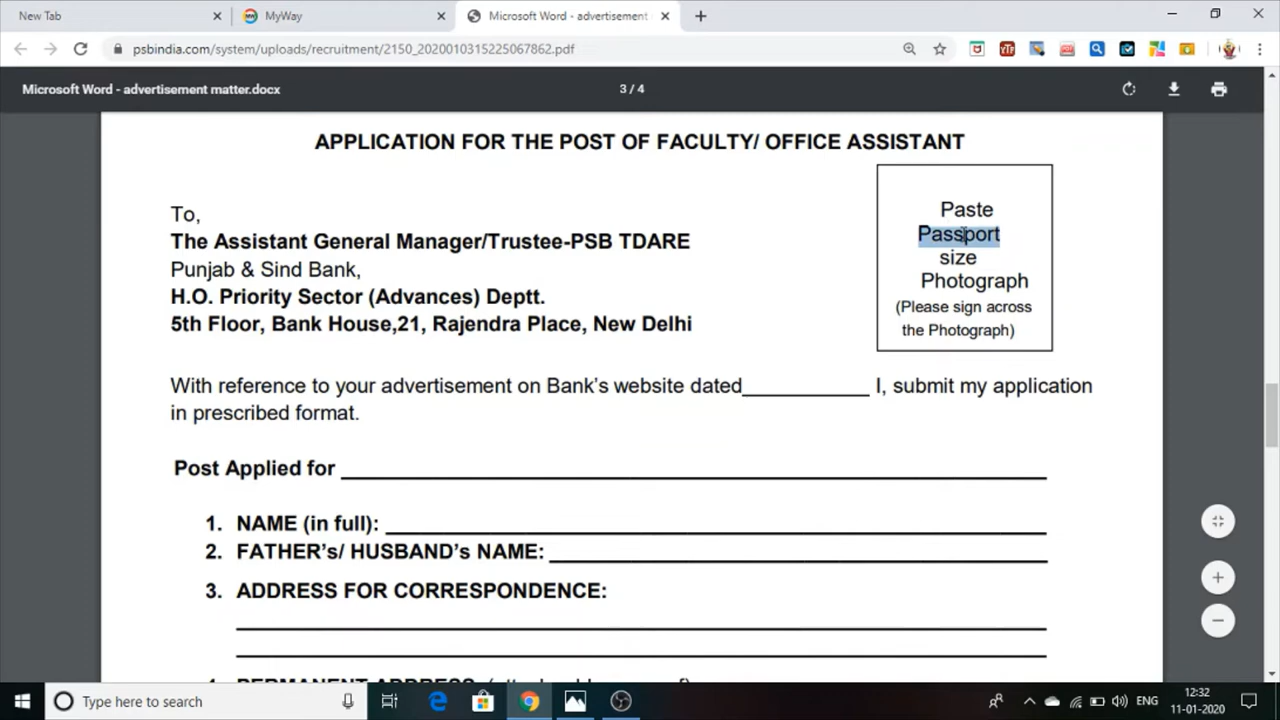 New Tab
MyWay
Microsoft Word - advertisement
psbindia.com/system/uploads/recruitment/2150_2020010315225067862.pdf
Microsoft Word - advertisement matter.docx
3 / 4
APPLICATION FOR THE POST OF FACULTY/ OFFICE ASSISTANT
Paste
Passport
size
Photograph
(Please sign across
the Photograph)
To,
The Assistant General Manager/Trustee-PSB TDARE
Punjab & Sind Bank,
H.O. Priority Sector (Advances) Deptt.
5th Floor, Bank House,21, Rajendra Place, New Delhi
With reference to your advertisement on Bank's website dated___________ I, submit my application
in prescribed format.
Post Applied for
1. NAME (in full):
2. FATHER's/ HUSBAND's NAME:
3. ADDRESS FOR CORRESPONDENCE:
Type here to search
ENG
12:32
11-01-2020